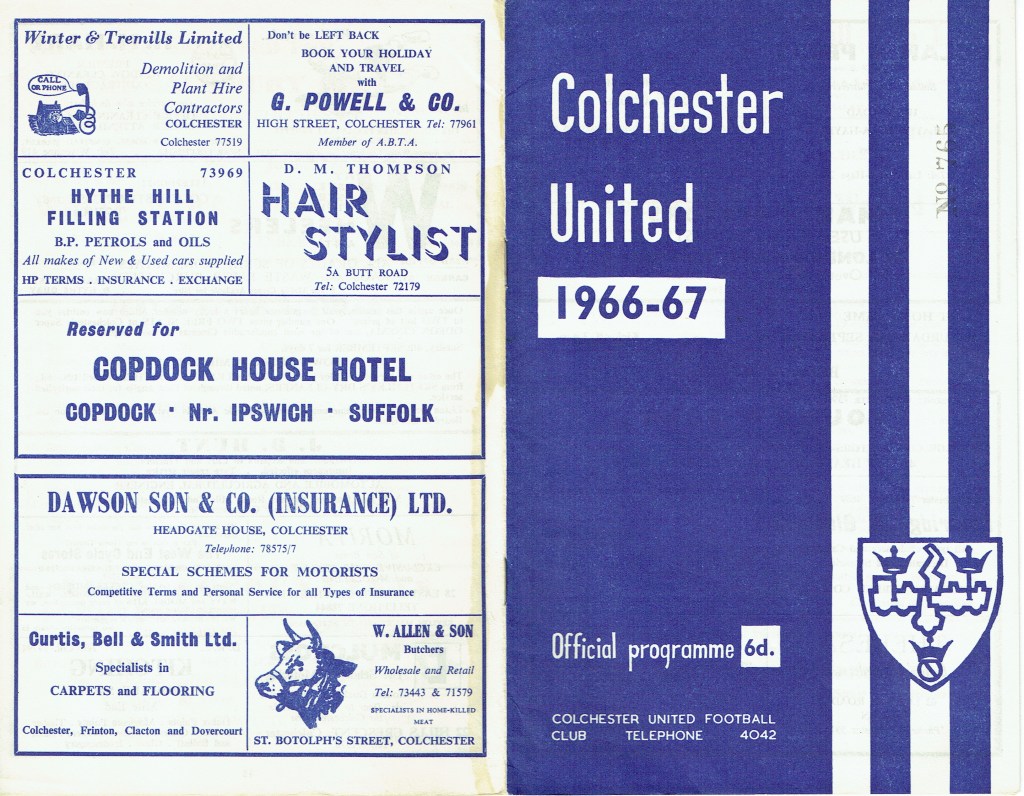 Winter & Tremills Limited
CALL
OR PHONE
Demolition and
Plant Hire
Contractors
COLCHESTER
Colchester 77519
Don't be LEFT BACK
BOOK YOUR HOLIDAY
AND TRAVEL
with
G. POWELL & CO.
HIGH STREET, COLCHESTER Tel: 77961
Member of A.B.T.A.
COLCHESTER 73969
HYTHE HILL
FILLING STATION
B.P. PETROLS and OILS
All makes of New & Used cars supplied
HP TERMS . INSURANCE . EXCHANGE
D. M. THOMPSON
HAIR
STYLIST
5A BUTT ROAD
Tel: Colchester 72179
Reserved for
COPDOCK HOUSE HOTEL
COPDOCK · Nr. IPSWICH · SUFFOLK
DAWSON SON & CO. (INSURANCE) LTD.
HEADGATE HOUSE, COLCHESTER
Telephone: 78575/7
SPECIAL SCHEMES FOR MOTORISTS
Competitive Terms and Personal Service for all Types of Insurance
Curtis, Bell & Smith Ltd.
Specialists in
CARPETS and FLOORING
Colchester, Frinton, Clacton and Dovercourt
W. ALLEN & SON
Butchers
Wholesale and Retail
Tel: 73443 & 71579
SPECIALISTS IN HOME-KILLED
MEAT
ST. BOTOLPH'S STREET, COLCHESTER
Colchester
United
1966-67
Official programme 6d.
COLCHESTER UNITED FOOTBALL
CLUB TELEPHONE 4042
No 765